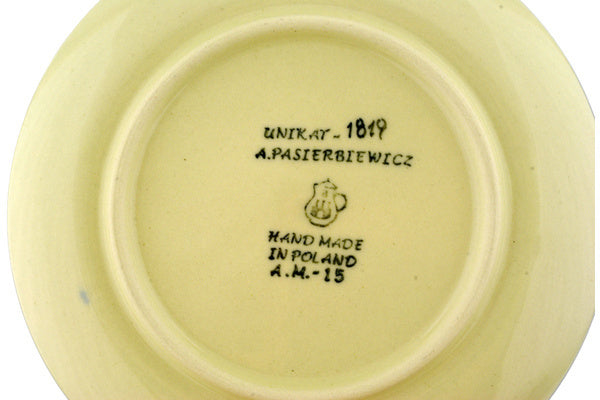 UNIKAT - 1819
A.PASIERBIEWICZ
HAND MADE
IN POLAND
A.M. - 15